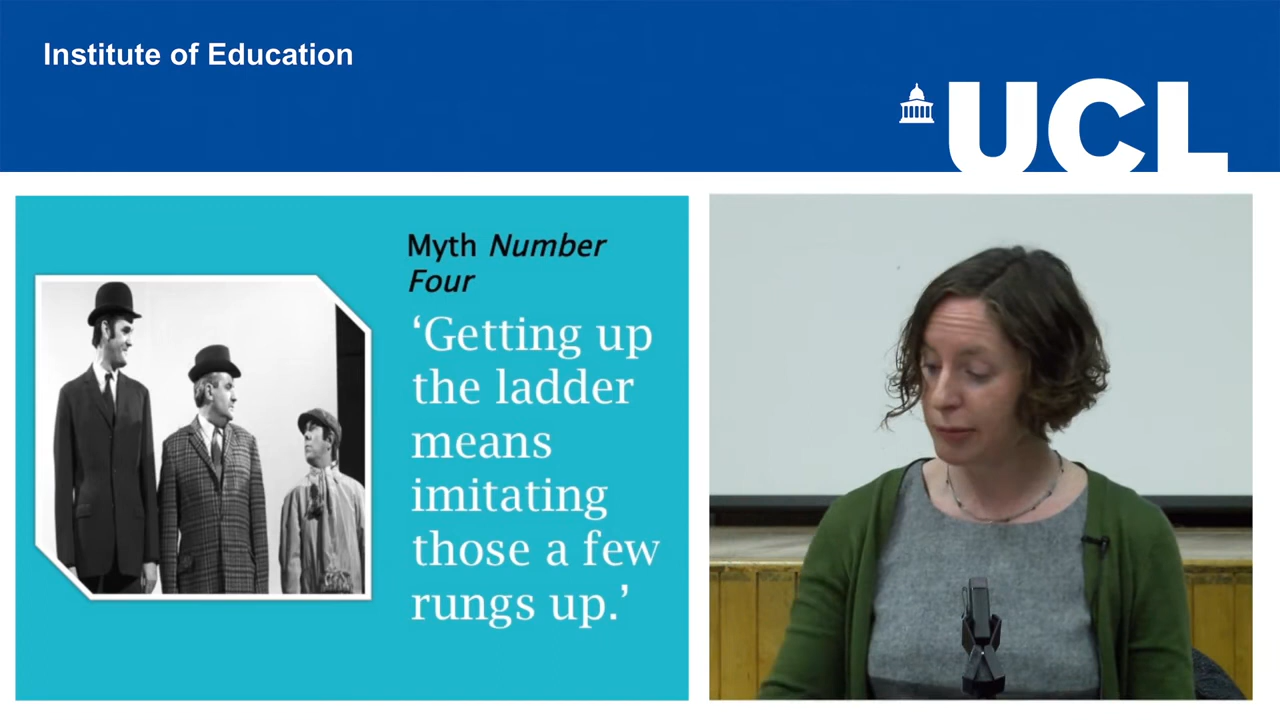 Institute of Education
UCL
Myth Number
Four
‘Getting up
the ladder
means
imitating
those a few
rungs up.’